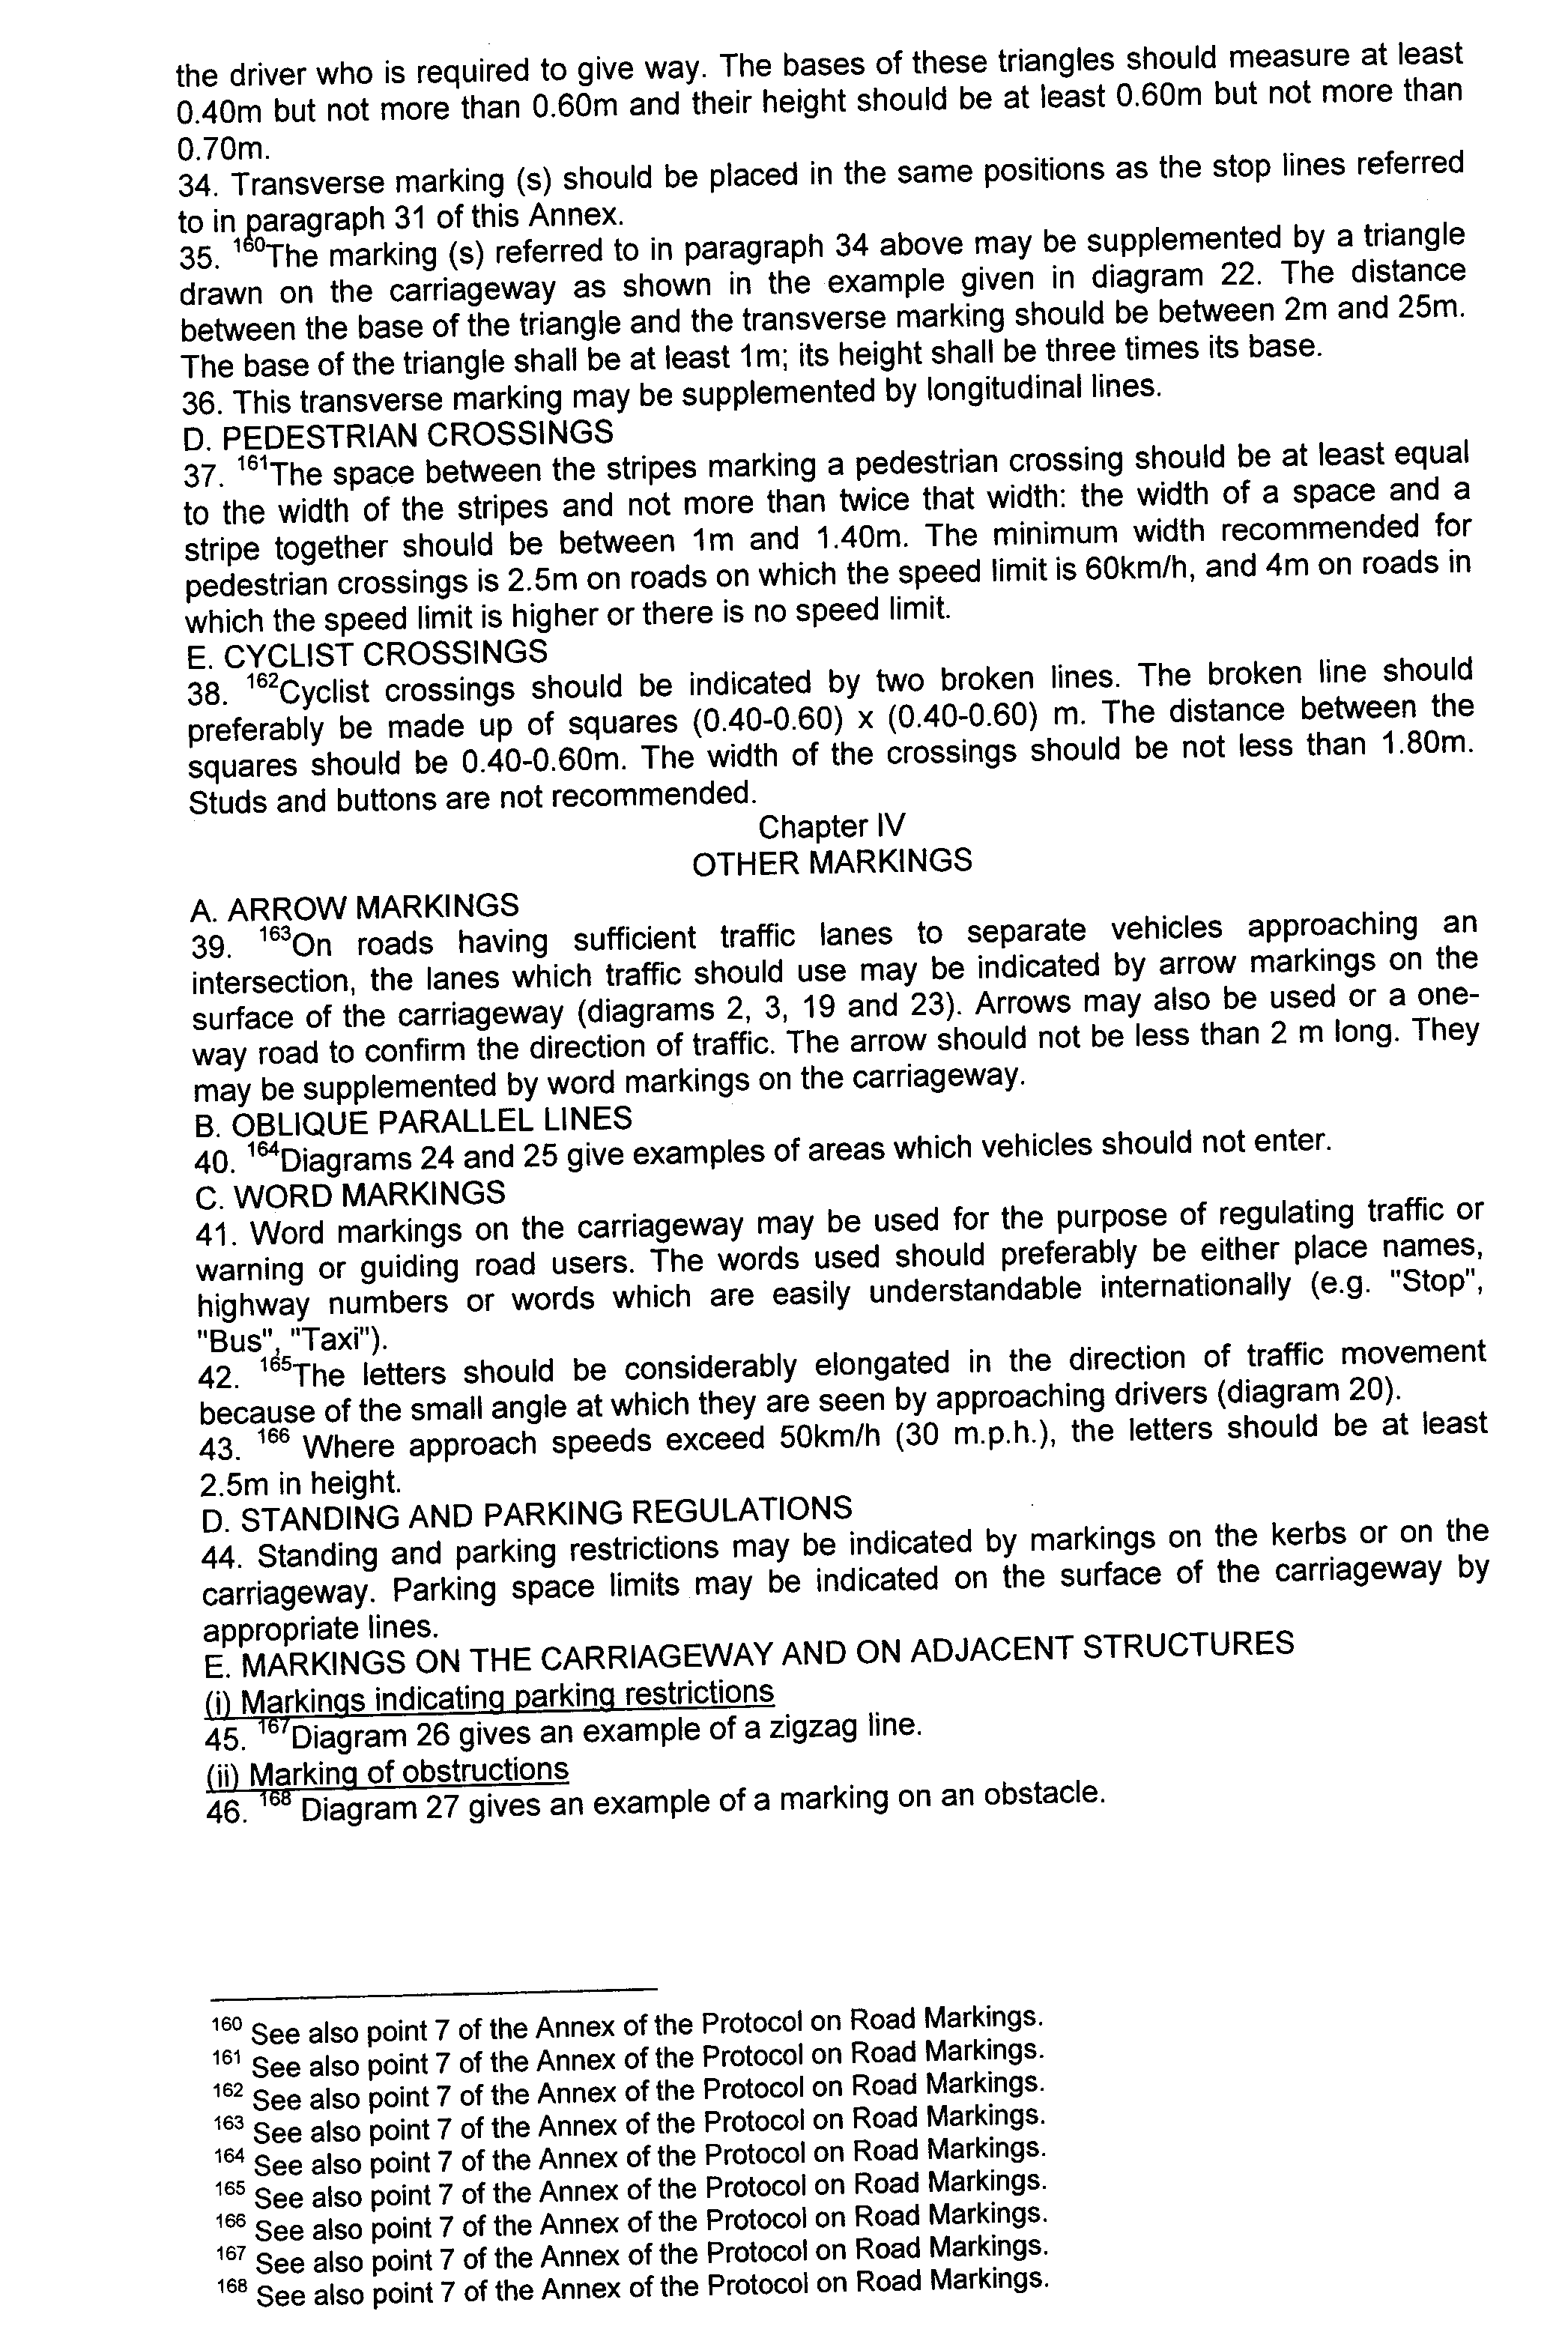 the driver who is required to give way. The bases of these triangles should measure at least
0.40m but not more than 0.60m and their height should be at least 0.60m but not more than
0.70m.
34. Transverse marking (s) should be placed in the same positions as the stop lines referred
to in paragraph 31 of this Annex.
35. 160The marking (s) referred to in paragraph 34 above may be supplemented by a triangle
drawn on the carriageway as shown in the example given in diagram 22. The distance
between the base of the triangle and the transverse marking should be between 2m and 25m.
The base of the triangle shall be at least 1m; its height shall be three times its base.
36. This transverse marking may be supplemented by longitudinal lines.
D. PEDESTRIAN CROSSINGS
37. 161The space between the stripes marking a pedestrian crossing should be at least equal
to the width of the stripes and not more than twice that width: the width of a space and a
stripe together should be between 1m and 1.40m. The minimum width recommended for
pedestrian crossings is 2.5m on roads on which the speed limit is 60km/h, and 4m on roads in
which the speed limit is higher or there is no speed limit.
E. CYCLIST CROSSINGS
38. 162Cyclist crossings should be indicated by two broken lines. The broken line should
preferably be made up of squares (0.40-0.60) x (0.40-0.60) m. The distance between the
squares should be 0.40-0.60m. The width of the crossings should be not less than 1.80m.
Studs and buttons are not recommended.
Chapter IV
OTHER MARKINGS
A. ARROW MARKINGS
39. 163On roads having sufficient traffic lanes to separate vehicles approaching an
intersection, the lanes which traffic should use may be indicated by arrow markings on the
surface of the carriageway (diagrams 2, 3, 19 and 23). Arrows may also be used or a one-
way road to confirm the direction of traffic. The arrow should not be less than 2 m long. They
may be supplemented by word markings on the carriageway.
B. OBLIQUE PARALLEL LINES
40. 164Diagrams 24 and 25 give examples of areas which vehicles should not enter.
C. WORD MARKINGS
41. Word markings on the carriageway may be used for the purpose of regulating traffic or
warning or guiding road users. The words used should preferably be either place names,
highway numbers or words which are easily understandable internationally (e.g. "Stop",
"Bus", "Taxi").
42. 165The letters should be considerably elongated in the direction of traffic movement
because of the small angle at which they are seen by approaching drivers (diagram 20).
43. 166 Where approach speeds exceed 50km/h (30 m.p.h.), the letters should be at least
2.5m in height.
D. STANDING AND PARKING REGULATIONS
44. Standing and parking restrictions may be indicated by markings on the kerbs or on the
carriageway. Parking space limits may be indicated on the surface of the carriageway by
appropriate lines.
E. MARKINGS ON THE CARRIAGEWAY AND ON ADJACENT STRUCTURES
(i) Markings indicating parking restrictions
45. 167Diagram 26 gives an example of a zigzag line.
(ii) Marking of obstructions
46. 168 Diagram 27 gives an example of a marking on an obstacle.
160 See also point 7 of the Annex of the Protocol on Road Markings.
161 See also point 7 of the Annex of the Protocol on Road Markings.
162 See also point 7 of the Annex of the Protocol on Road Markings.
163 See also point 7 of the Annex of the Protocol on Road Markings.
164 See also point 7 of the Annex of the Protocol on Road Markings.
165 See also point 7 of the Annex of the Protocol on Road Markings.
166 See also point 7 of the Annex of the Protocol on Road Markings.
167 See also point 7 of the Annex of the Protocol on Road Markings.
168 See also point 7 of the Annex of the Protocol on Road Markings.